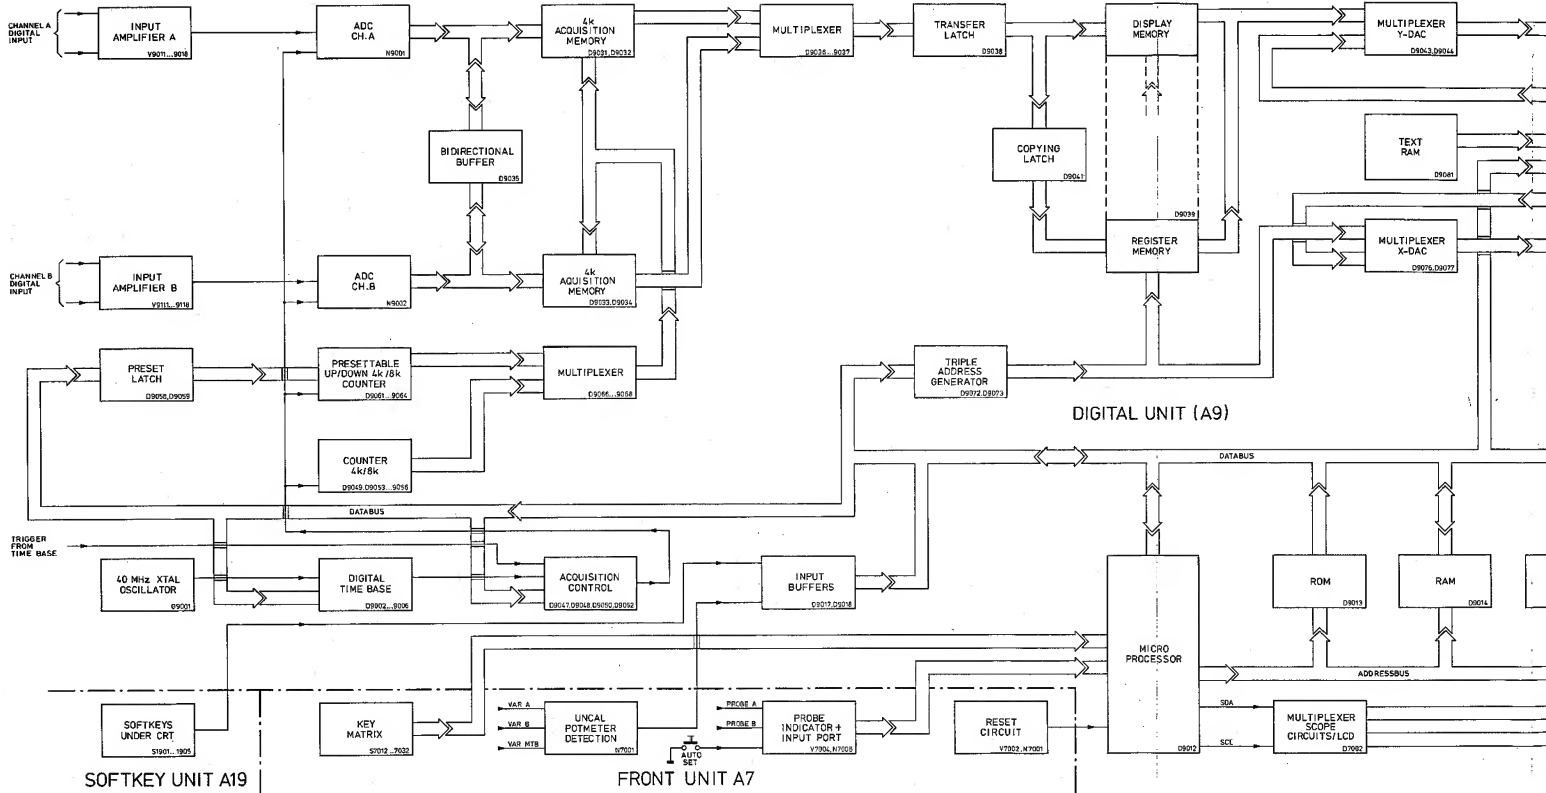 CHANNEL A
DIGITAL
INPUT
INPUT
AMPLIFIER A
V9011...9018
ADC
CH.A
N9001
4k
ACQUISITION
MEMORY
D9031,D9032
MULTIPLEXER
D9036...9037
TRANSFER
LATCH
D9038
DISPLAY
MEMORY
MULTIPLEXER
Y-DAC
D9043,D9044
BIDIRECTIONAL
BUFFER
D9035
COPYING
LATCH
D9041
TEXT
RAM
D9081
D9039
REGISTER
MEMORY
MULTIPLEXER
X-DAC
D9076,D9077
CHANNEL B
DIGITAL
INPUT
INPUT
AMPLIFIER B
V9111...9118
ADC
CH.B
N9002
4k
AQUISITION
MEMORY
D9033,D9034
PRESET
LATCH
D9058,D9059
PRESETTABLE
UP/DOWN 4k/8k
COUNTER
D9061...9064
MULTIPLEXER
D9066...9068
TRIPLE
ADDRESS
GENERATOR
D9072,D9073
DIGITAL UNIT (A9)
COUNTER
4k/8k
D9049,D9053...9056
DATABUS
DATABUS
TRIGGER
FROM
TIME BASE
40 MHz XTAL
OSCILLATOR
G9001
DIGITAL
TIME BASE
D9002...9006
ACQUISITION
CONTROL
D9047,D9048,D9050,D9052
INPUT
BUFFERS
D9017,D9018
MICRO
PROCESSOR
D9012
ROM
D9013
RAM
D9014
ADDRESSBUS
SOFTKEYS
UNDER CRT
S1901...1905
KEY
MATRIX
S7012...7032
VAR A
VAR B
VAR MTB
UNCAL
POTMETER
DETECTION
N7001
PROBE A
PROBE B
AUTO
SET
PROBE
INDICATOR+
INPUT PORT
V7004,N7006
RESET
CIRCUIT
V7002,N7001
SDA
SCE
MULTIPLEXER
SCOPE
CIRCUITS/LCD
D7002
SOFTKEY UNIT A19
FRONT UNIT A7